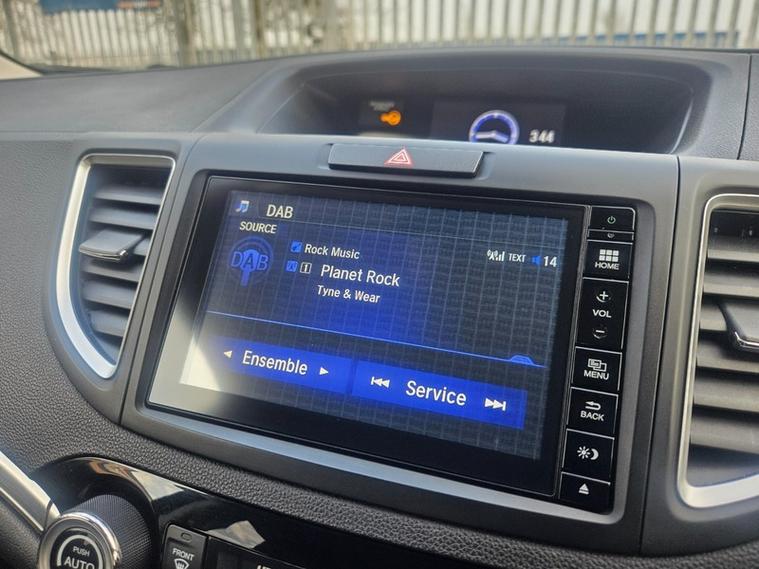 344
DAB
SOURCE
DAB
Rock Music
1 Planet Rock
Tyne & Wear
TEXT 14
Ensemble
Service
HOME
+
VOL
−
MENU
BACK
PUSH
AUTO
FRONT